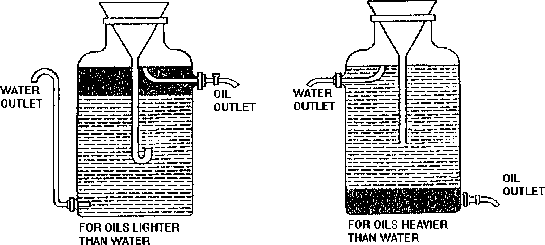 WATER
OUTLET
OIL
OUTLET
FOR OILS LIGHTER
THAN WATER
WATER
OUTLET
OIL
OUTLET
FOR OILS HEAVIER
THAN WATER